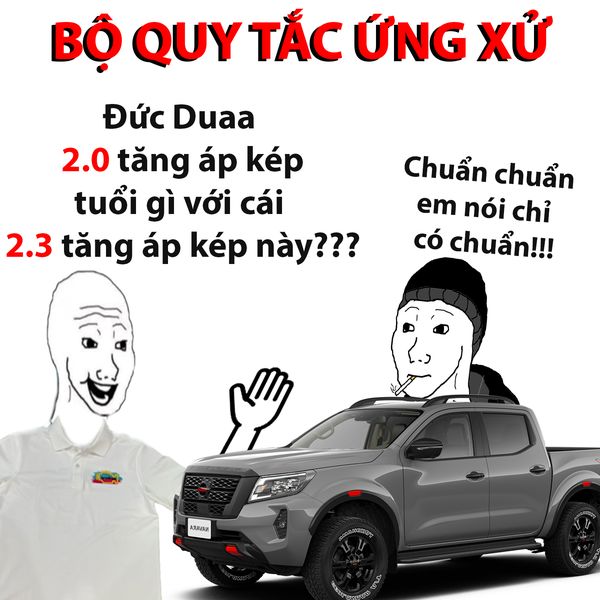 BỘ QUY TẮC ỨNG XỬ
Đức Duaa
2.0 tăng áp kép
tuổi gì với cái
2.3 tăng áp kép này???
Chuẩn chuẩn
em nói chỉ
có chuẩn!!!
NAVARA